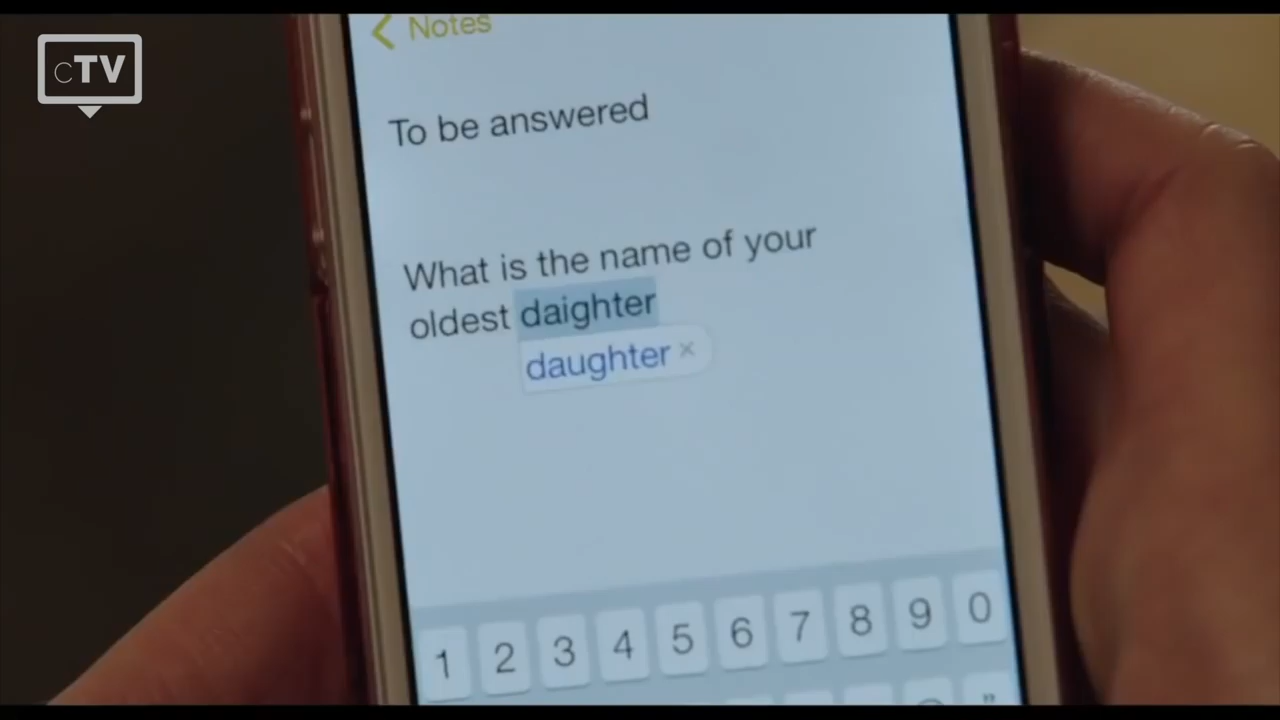 cTV
Notes
To be answered
What is the name of your
oldest daighter
daughter ×
1 2 3 4 5 6 7 8 9 0
"